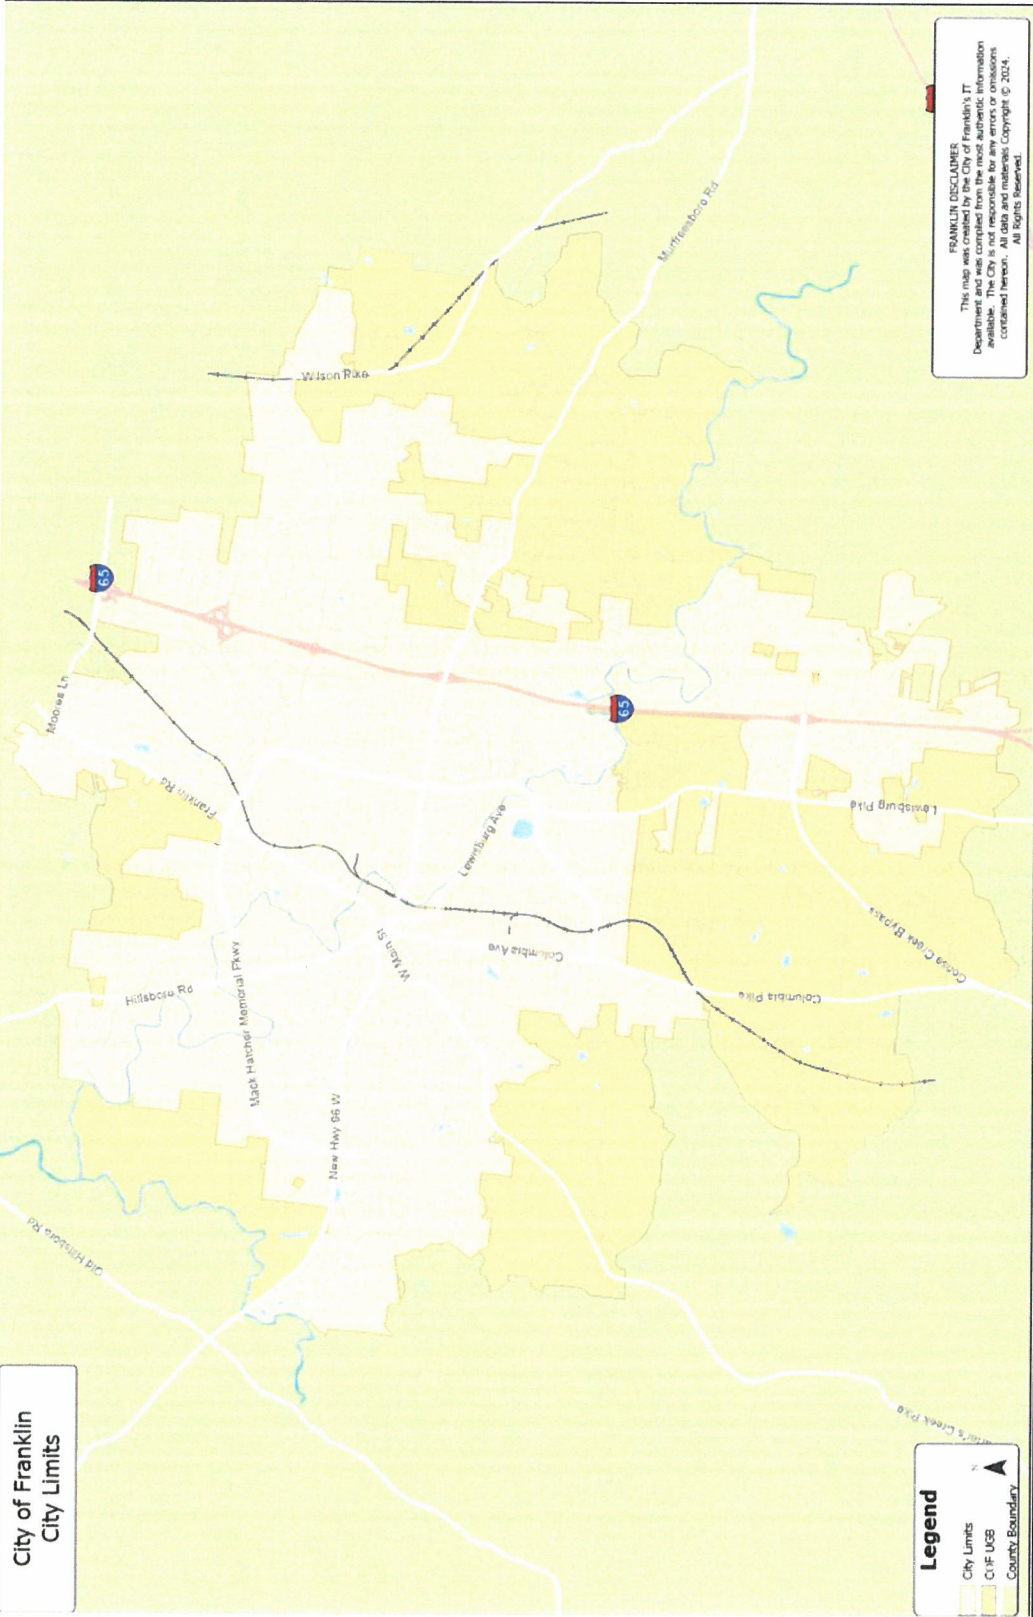 City of Franklin
City Limits
Old Hillsboro Rd
Hillsboro Rd
Mack Hatcher Memorial Pkwy
New Hwy 96 W
W Main St
Franklin Rd
Moores Ln
65
Wilson Pike
Murfreesboro Rd
Lewisburg Ave
Columbia Ave
65
Columbia Pike
Lewisburg Pike
Goose Creek Bypass
Creek Pike
Legend
N
City Limits
COF UGB
County Boundary
FRANKLIN DISCLAIMER
This map was created by the City of Franklin's IT
Department and was compiled from the most authentic information
available. The City is not responsible for any errors or omissions
contained hereon. All data and materials Copyright © 2024.
All Rights Reserved.